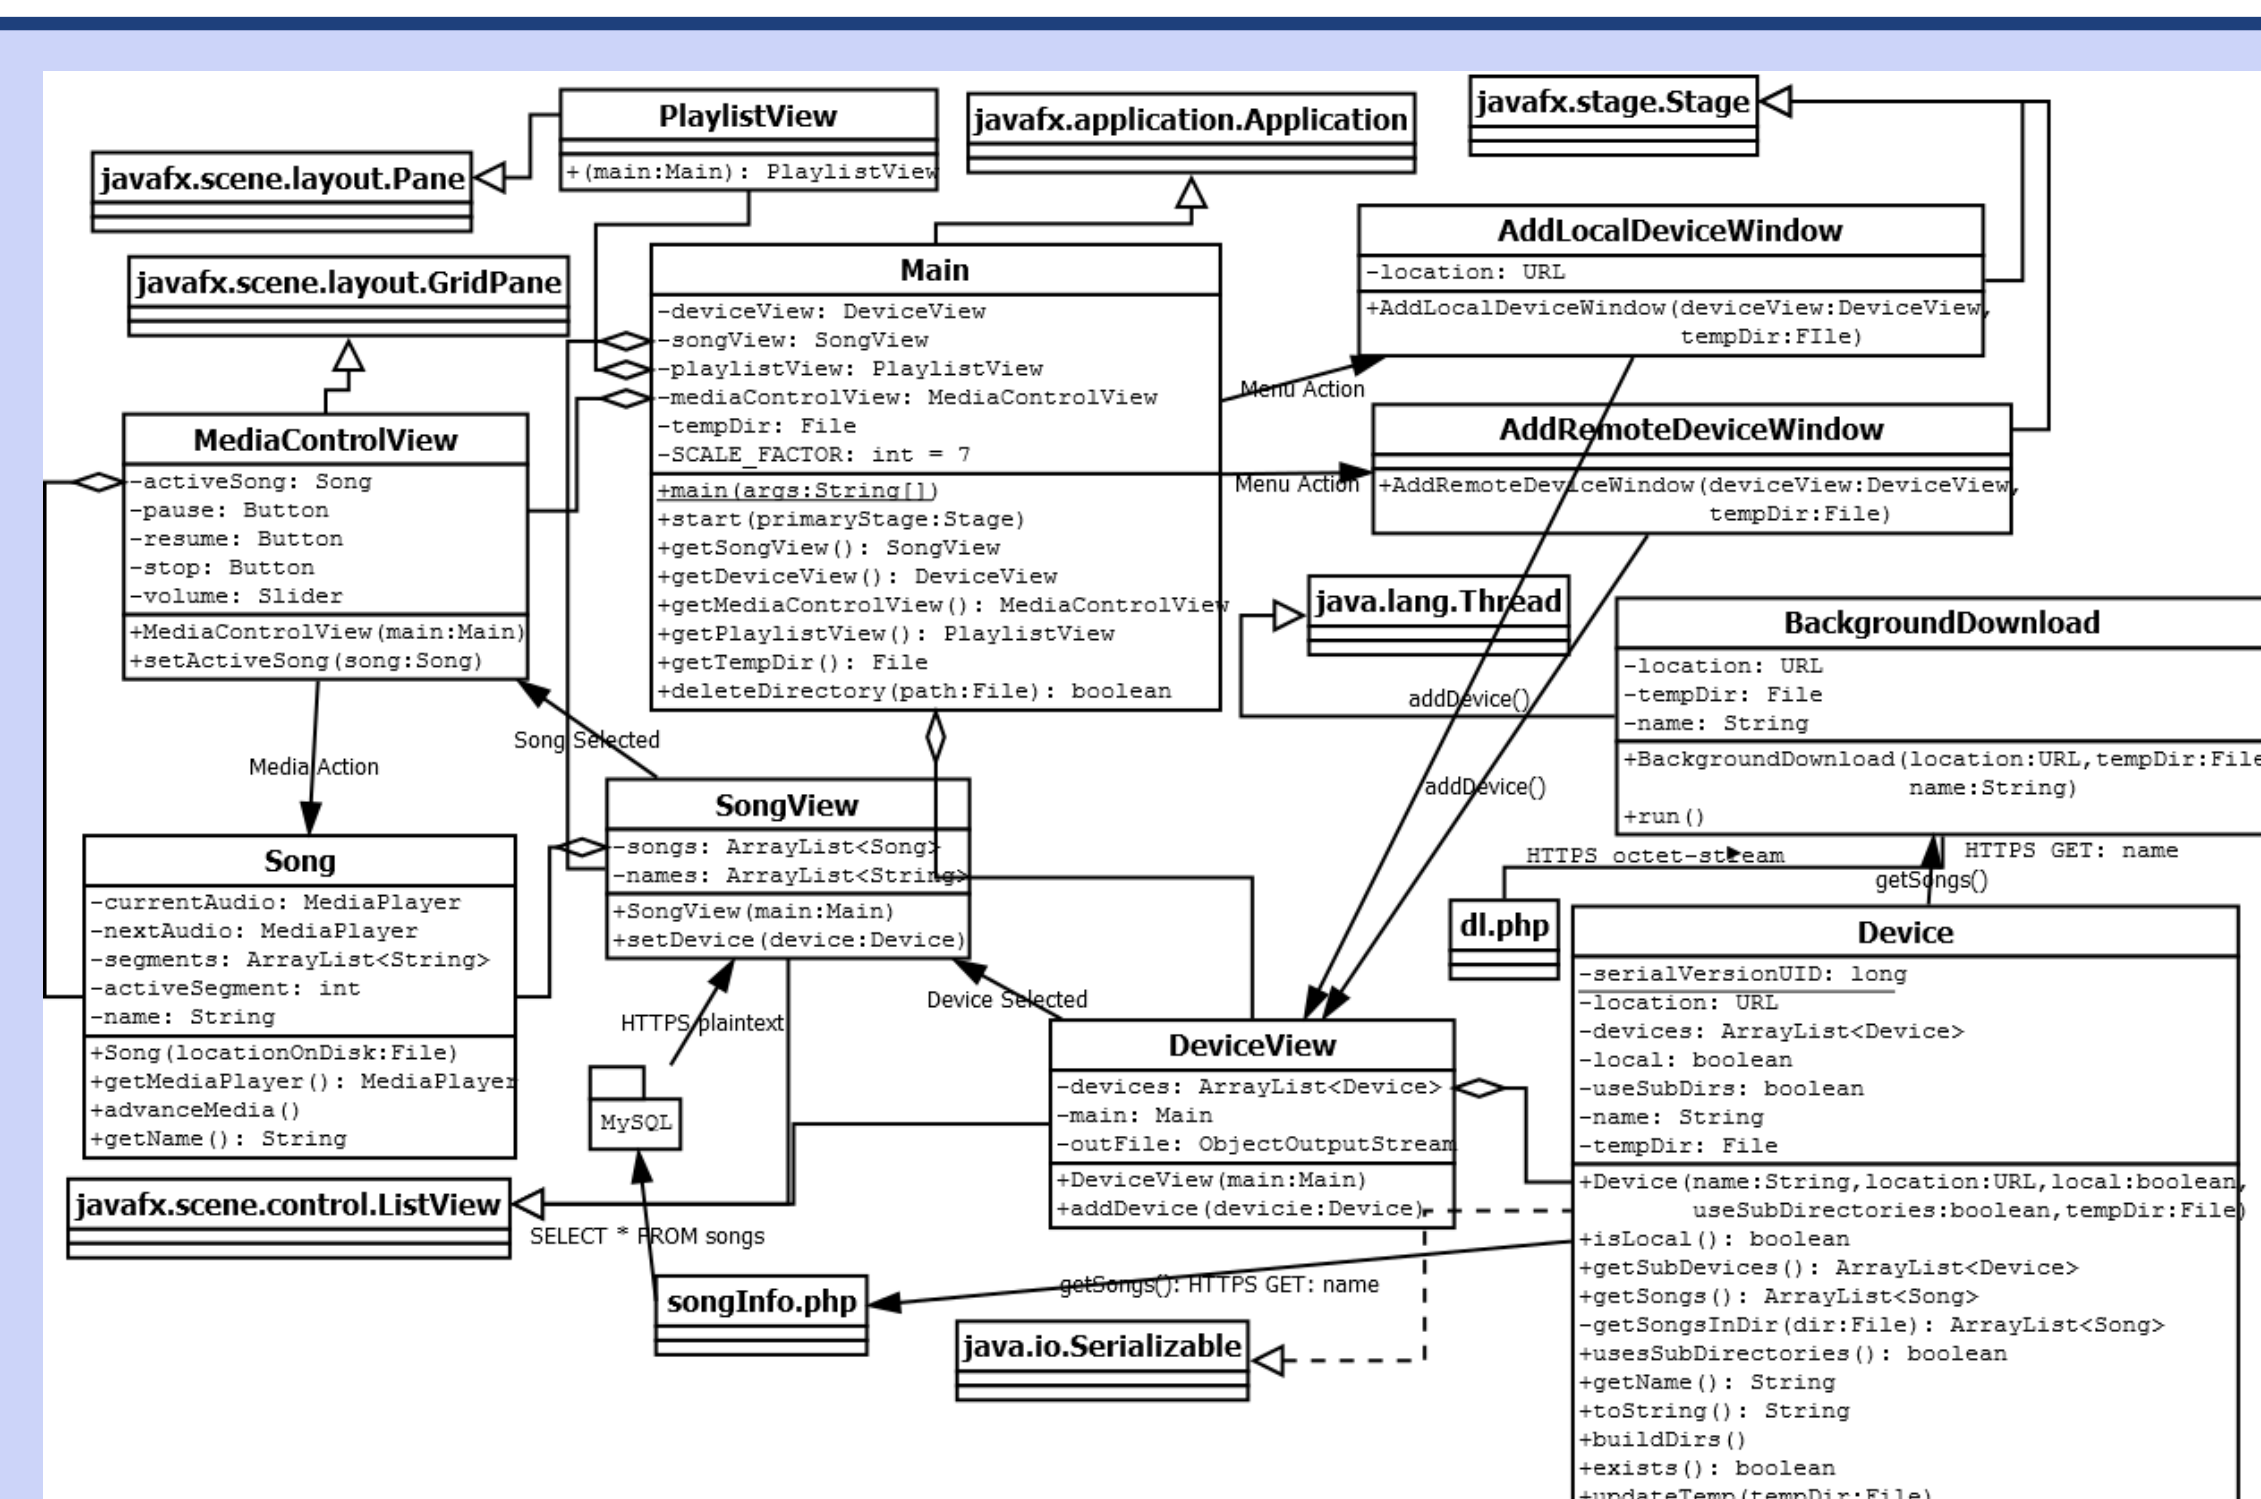 PlaylistView
+(main:Main): PlaylistView
javafx.application.Application
javafx.stage.Stage
javafx.scene.layout.Pane
javafx.scene.layout.GridPane
Main
-deviceView: DeviceView
-songView: SongView
-playlistView: PlaylistView
-mediaControlView: MediaControlView
-tempDir: File
-SCALE_FACTOR: int = 7
+main(args:String[])
+start(primaryStage:Stage)
+getSongView(): SongView
+getDeviceView(): DeviceView
+getMediaControlView(): MediaControlView
+getPlaylistView(): PlaylistView
+getTempDir(): File
+deleteDirectory(path:File): boolean
AddLocalDeviceWindow
-location: URL
+AddLocalDeviceWindow(deviceView:DeviceView,
tempDir:FIle)
Menu Action
AddRemoteDeviceWindow
+AddRemoteDeviceWindow(deviceView:DeviceView,
tempDir:File)
Menu Action
MediaControlView
-activeSong: Song
-pause: Button
-resume: Button
-stop: Button
-volume: Slider
+MediaControlView(main:Main)
+setActiveSong(song:Song)
java.lang.Thread
BackgroundDownload
-location: URL
-tempDir: File
-name: String
+BackgroundDownload(location:URL,tempDir:File
name:String)
+run()
addDevice()
addDevice()
Song Selected
Media Action
SongView
-songs: ArrayList<Song>
-names: ArrayList<String>
+SongView(main:Main)
+setDevice(device:Device)
Song
-currentAudio: MediaPlayer
-nextAudio: MediaPlayer
-segments: ArrayList<String>
-activeSegment: int
-name: String
+Song(locationOnDisk:File)
+getMediaPlayer(): MediaPlayer
+advanceMedia()
+getName(): String
HTTPS octet-stream
HTTPS GET: name
getSongs()
dl.php
Device
-serialVersionUID: long
-location: URL
-devices: ArrayList<Device>
-local: boolean
-useSubDirs: boolean
-name: String
-tempDir: File
+Device(name:String,location:URL,local:boolean,
useSubDirectories:boolean,tempDir:File)
+isLocal(): boolean
+getSubDevices(): ArrayList<Device>
+getSongs(): ArrayList<Song>
-getSongsInDir(dir:File): ArrayList<Song>
+usesSubDirectories(): boolean
+getName(): String
+toString(): String
+buildDirs()
+exists(): boolean
+updateTemp(tempDir:File)
Device Selected
HTTPS plaintext
DeviceView
-devices: ArrayList<Device>
-main: Main
-outFile: ObjectOutputStream
+DeviceView(main:Main)
+addDevice(devicie:Device)
MySQL
javafx.scene.control.ListView
SELECT * FROM songs
songInfo.php
getSongs(): HTTPS GET: name
java.io.Serializable